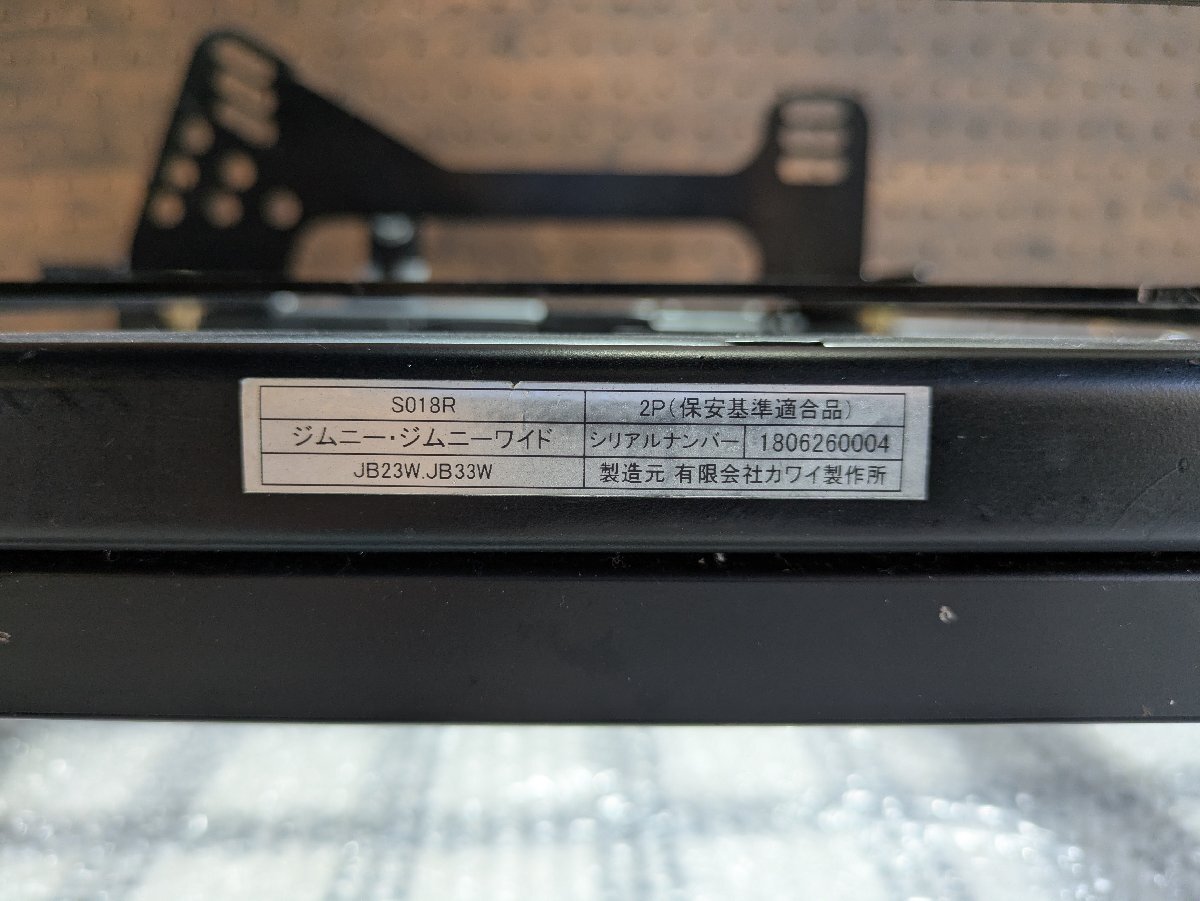 S018R 2P(保安基準適合品)
ジムニー・ジムニーワイド シリアルナンバー 1806260004
JB23W.JB33W 製造元 有限会社カワイ製作所